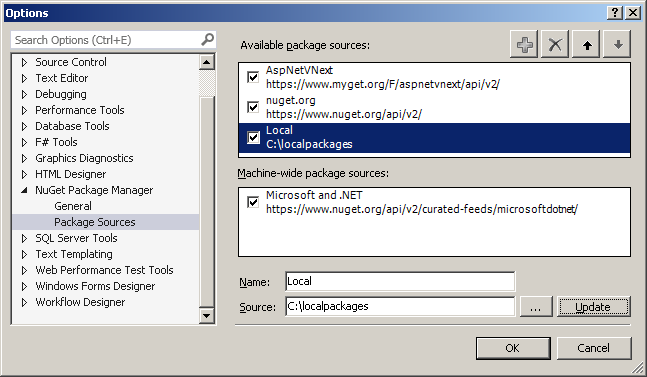 Options
Search Options (Ctrl+E)
Source Control
Text Editor
Debugging
Performance Tools
Database Tools
F# Tools
Graphics Diagnostics
HTML Designer
NuGet Package Manager
General
Package Sources
SQL Server Tools
Text Templating
Web Performance Test Tools
Windows Forms Designer
Workflow Designer
Available package sources:
AspNetVNext
https://www.myget.org/F/aspnetvnext/api/v2/
nuget.org
https://www.nuget.org/api/v2/
Local
C:\localpackages
Machine-wide package sources:
Microsoft and .NET
https://www.nuget.org/api/v2/curated-feeds/microsoftdotnet/
Name: Local
Source: C:\localpackages ... Update
OK Cancel